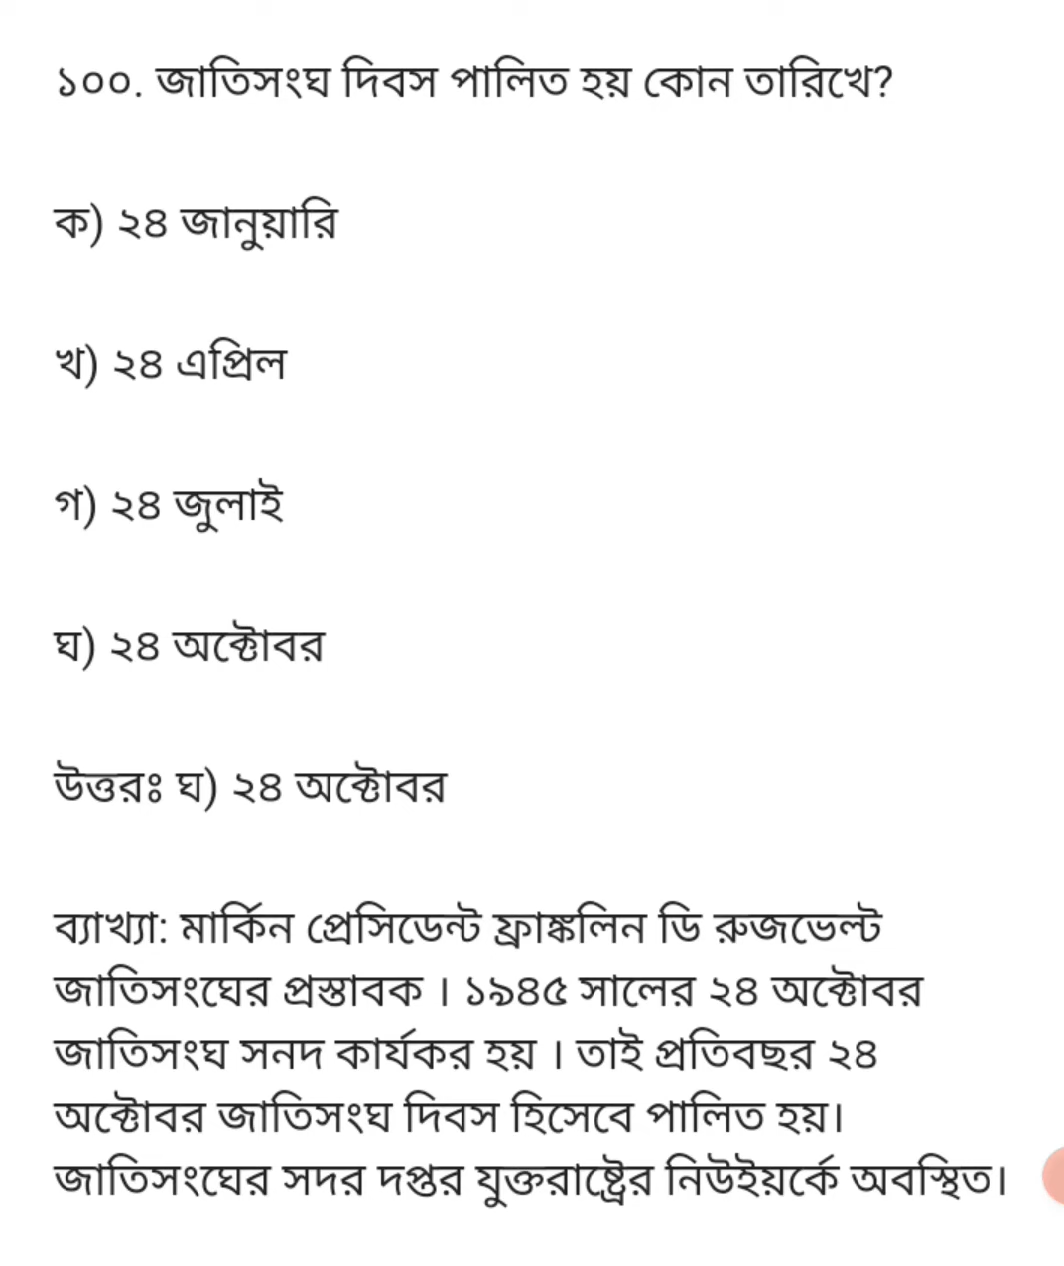 ১০০. জাতিসংঘ দিবস পালিত হয় কোন তারিখে?
ক) ২৪ জানুয়ারি
খ) ২৪ এপ্রিল
গ) ২৪ জুলাই
ঘ) ২৪ অক্টোবর
উত্তরঃ ঘ) ২৪ অক্টোবর
ব্যাখ্যা: মার্কিন প্রেসিডেন্ট ফ্রাঙ্কলিন ডি রুজভেল্ট
জাতিসংঘের প্রস্তাবক । ১৯৪৫ সালের ২৪ অক্টোবর
জাতিসংঘ সনদ কার্যকর হয় । তাই প্রতিবছর ২৪
অক্টোবর জাতিসংঘ দিবস হিসেবে পালিত হয়।
জাতিসংঘের সদর দপ্তর যুক্তরাষ্ট্রের নিউইয়র্কে অবস্থিত।